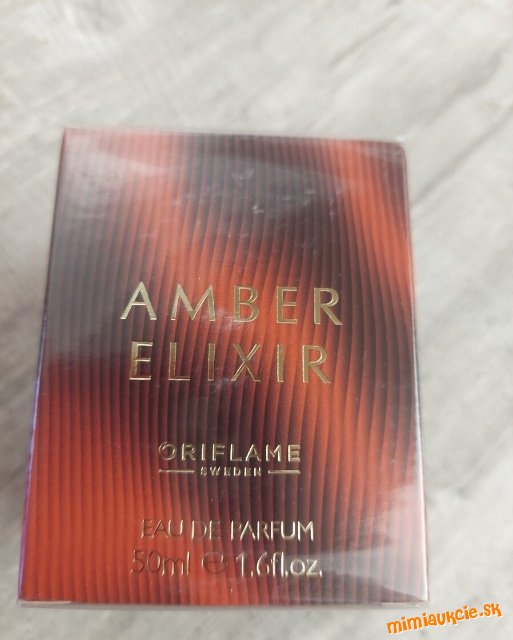 AMBER
ELIXIR
ORIFLAME
SWEDEN
EAU DE PARFUM
50ml ℮ 1.6fl.oz.
mimiaukcie.sk